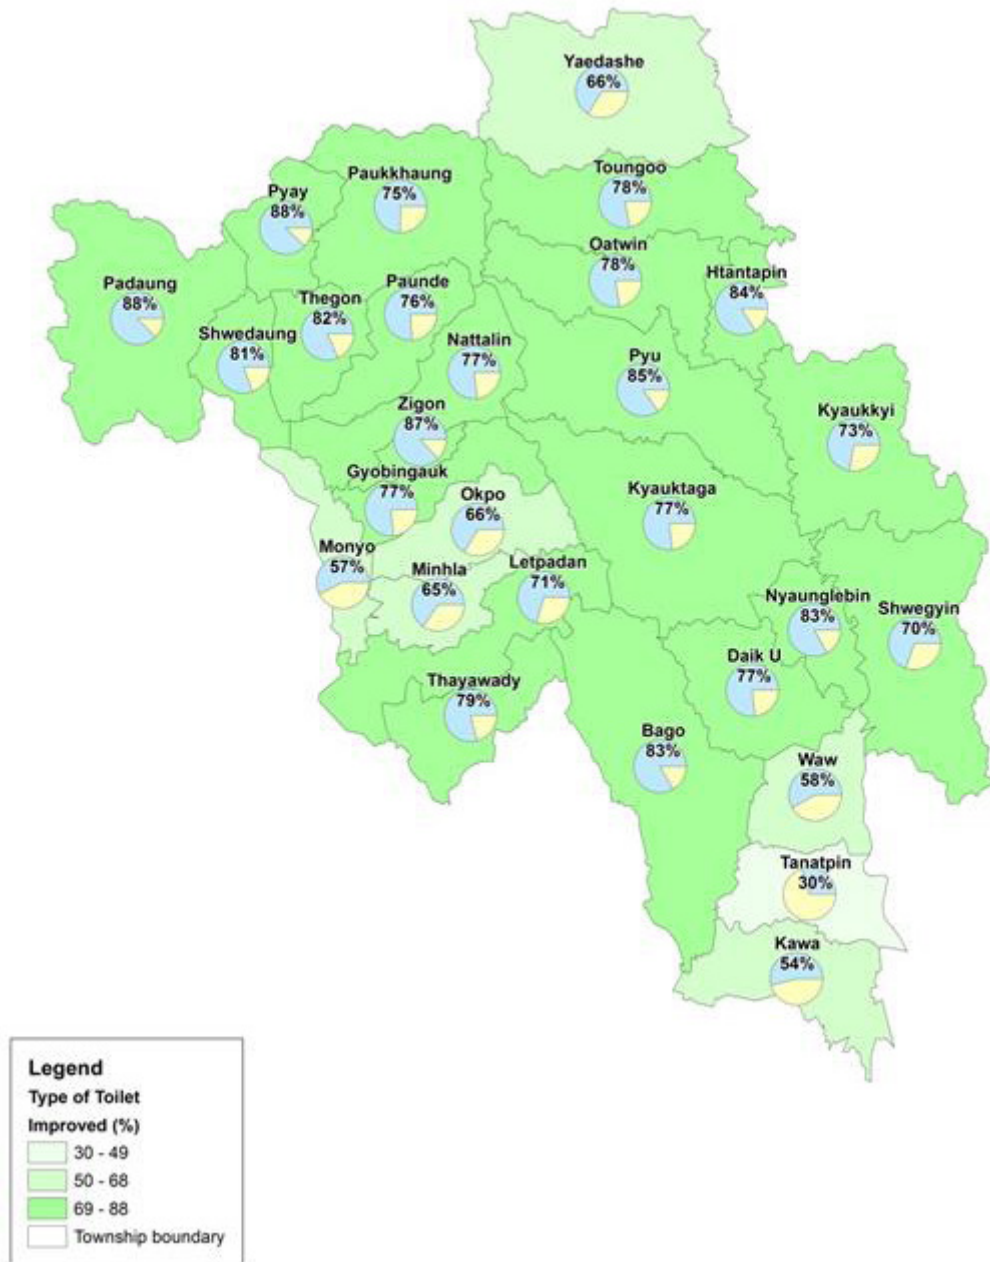 Yaedashe
66%
Paukkhaung
75%
Toungoo
78%
Pyay
88%
Oatwin
78%
Htantapin
84%
Padaung
88%
Thegon
82%
Paunde
76%
Shwedaung
81%
Nattalin
77%
Pyu
85%
Kyaukkyi
73%
Zigon
87%
Gyobingauk
77%
Okpo
66%
Kyauktaga
77%
Monyo
57%
Minhla
65%
Letpadan
71%
Nyaunglebin
83%
Shwegyin
70%
Daik U
77%
Thayawady
79%
Bago
83%
Waw
58%
Tanatpin
30%
Kawa
54%
Legend
Type of Toilet
Improved (%)
30 - 49
50 - 68
69 - 88
Township boundary